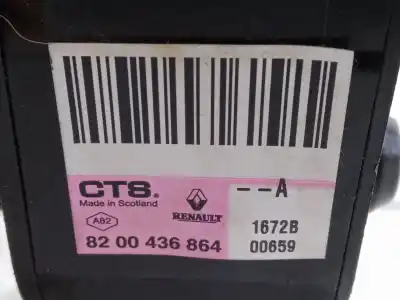 CTS.
Made in Scotland
--A
A82
RENAULT
1672B
82 00 436 864
00659